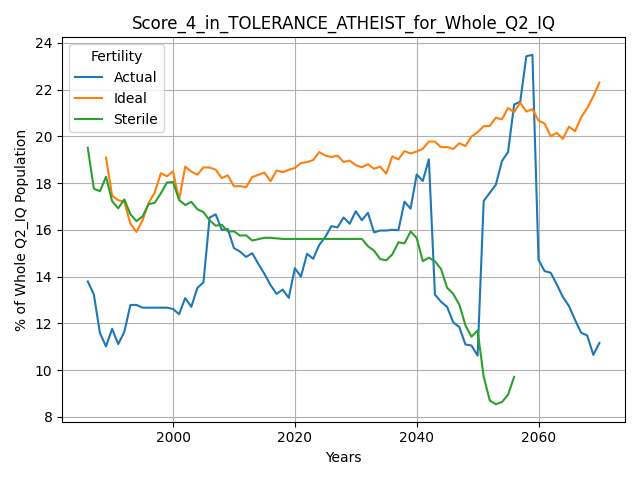 Score_4_in_TOLERANCE_ATHEIST_for_Whole_Q2_IQ
Fertility
Actual
Ideal
Sterile
% of Whole Q2_IQ Population
24
22
20
18
16
14
12
10
8
2000 2020 2040 2060
Years